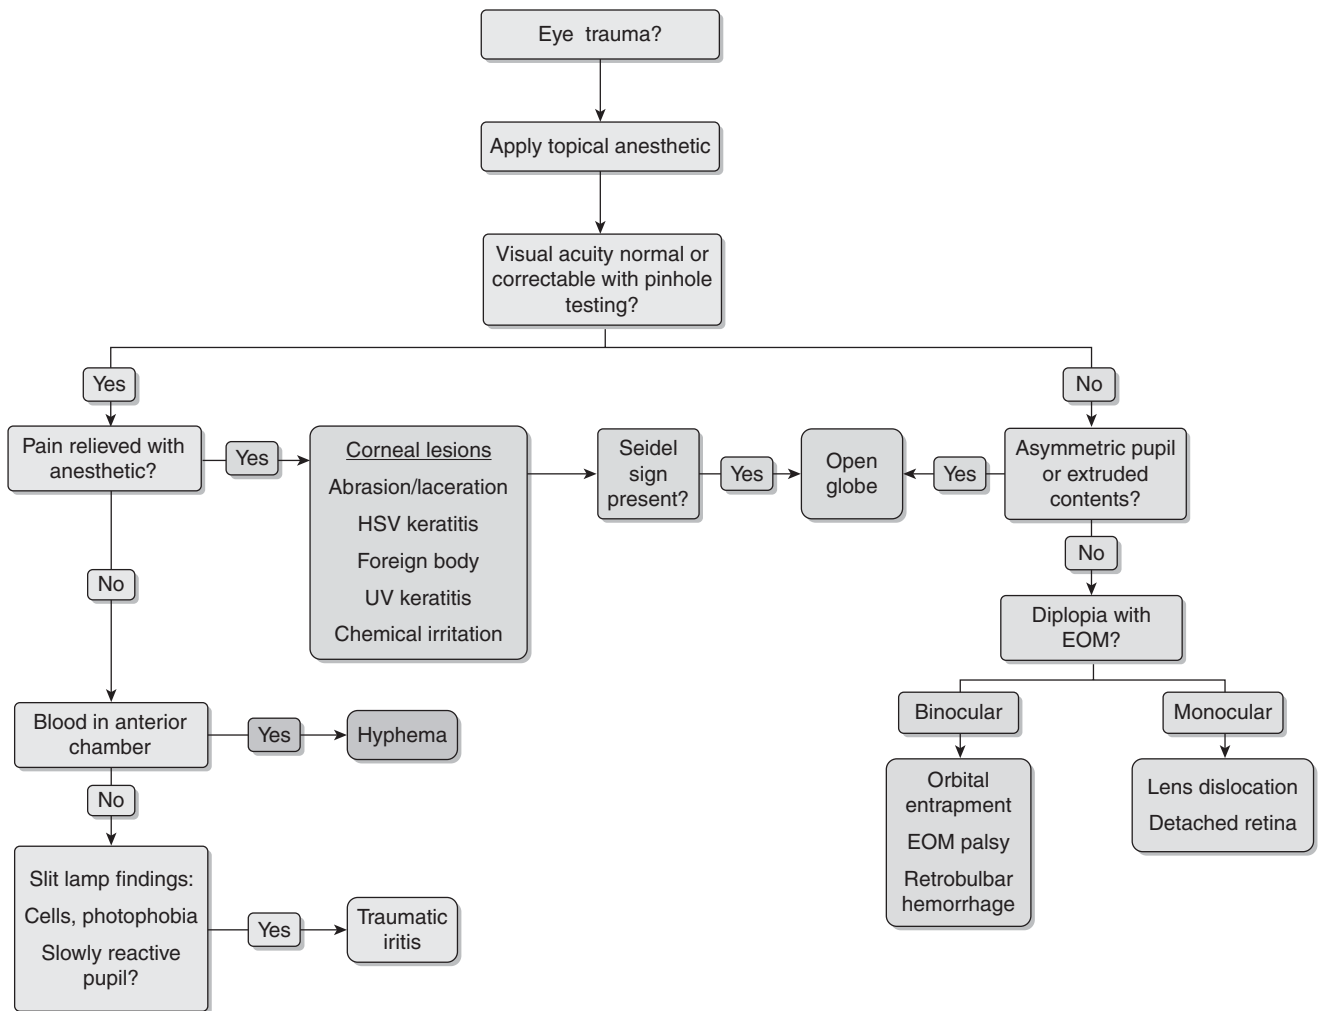 Eye trauma?
Apply topical anesthetic
Visual acuity normal or
correctable with pinhole
testing?
Yes
No
Pain relieved with
anesthetic?
Yes
Corneal lesions
Abrasion/laceration
HSV keratitis
Foreign body
UV keratitis
Chemical irritation
Seidel
sign
present?
Yes
Open
globe
Yes
Asymmetric pupil
or extruded
contents?
No
No
Diplopia with
EOM?
Binocular
Monocular
Blood in anterior
chamber
Yes
Hyphema
Orbital
entrapment
EOM palsy
Retrobulbar
hemorrhage
Lens dislocation
Detached retina
No
Slit lamp findings:
Cells, photophobia
Slowly reactive
pupil?
Yes
Traumatic
iritis